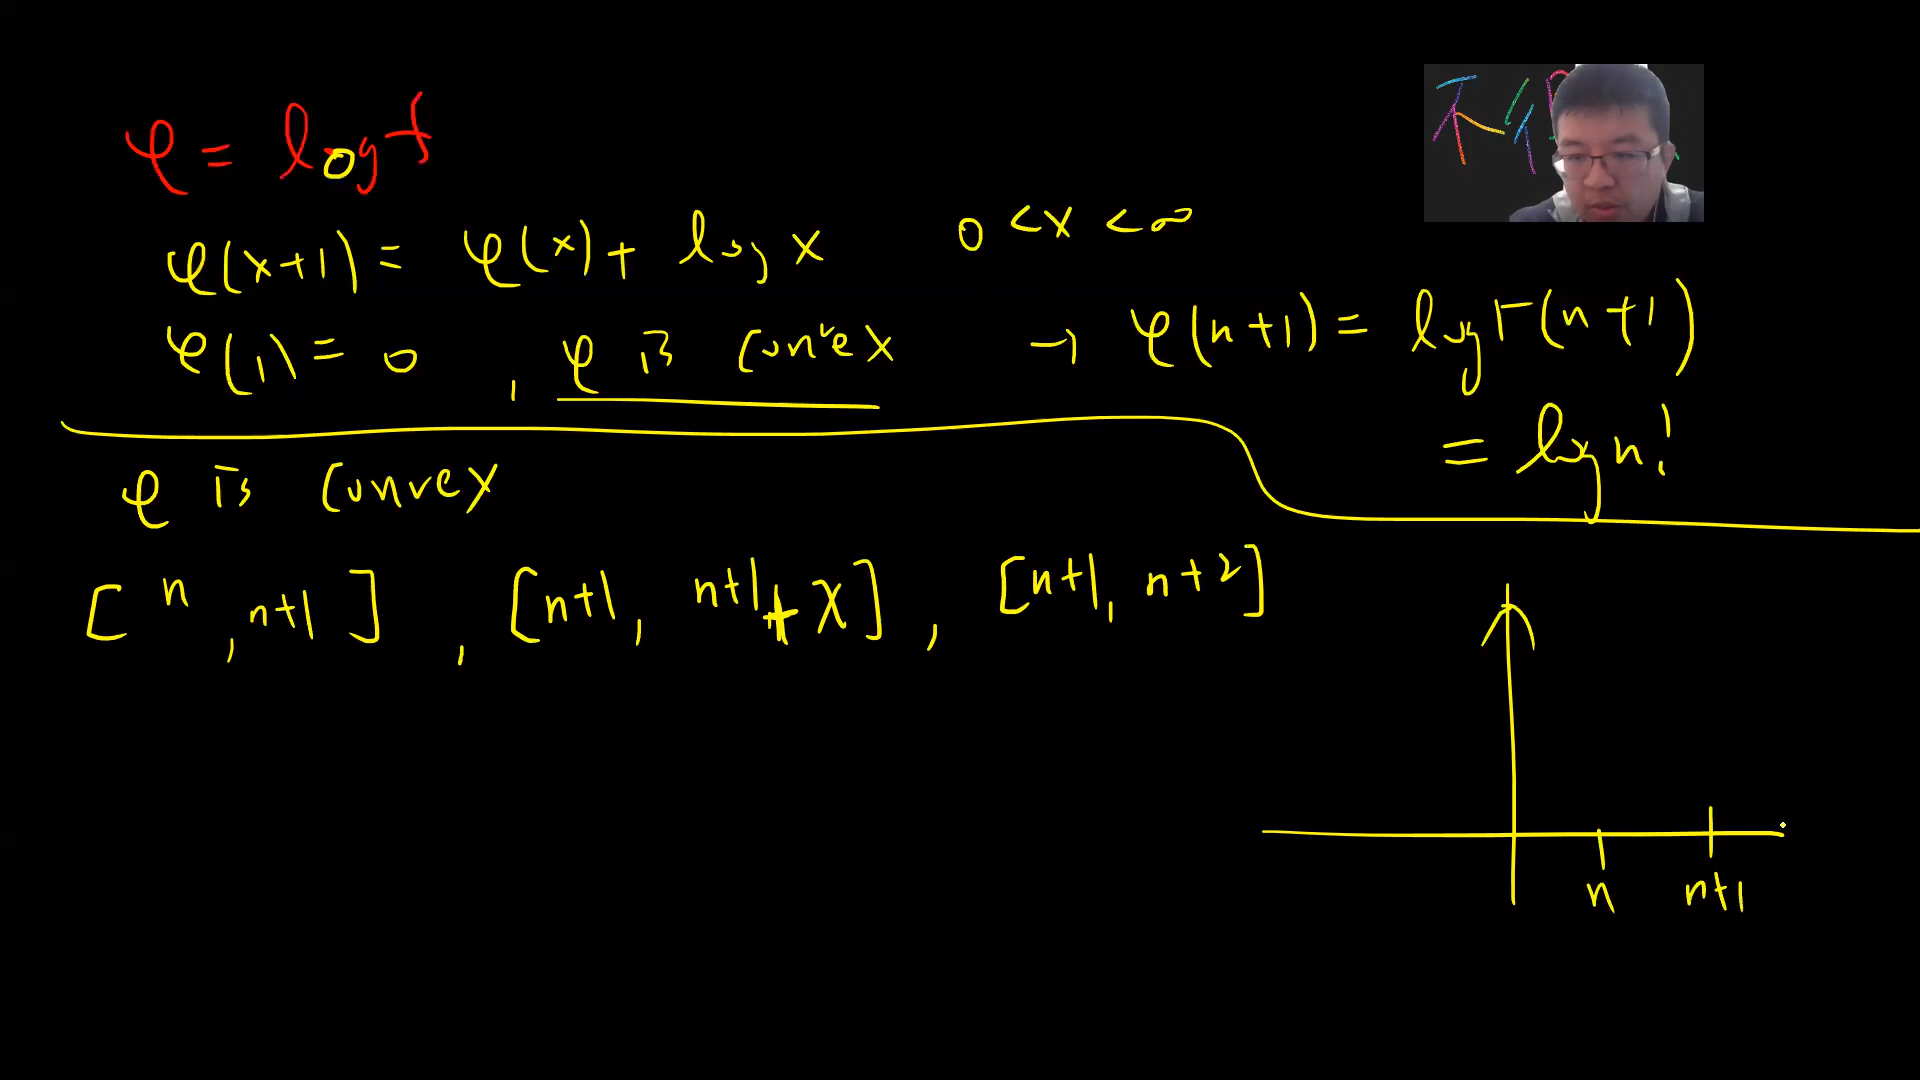 φ = log f
φ(x+1) = φ(x) + log x 0 < x < ∞
φ(1) = 0 , φ is convex → φ(n+1) = log Γ(n+1)
= log n!
φ is convex
[n, n+1] , [n+1, n+1+x] , [n+1, n+2]
n n+1
不